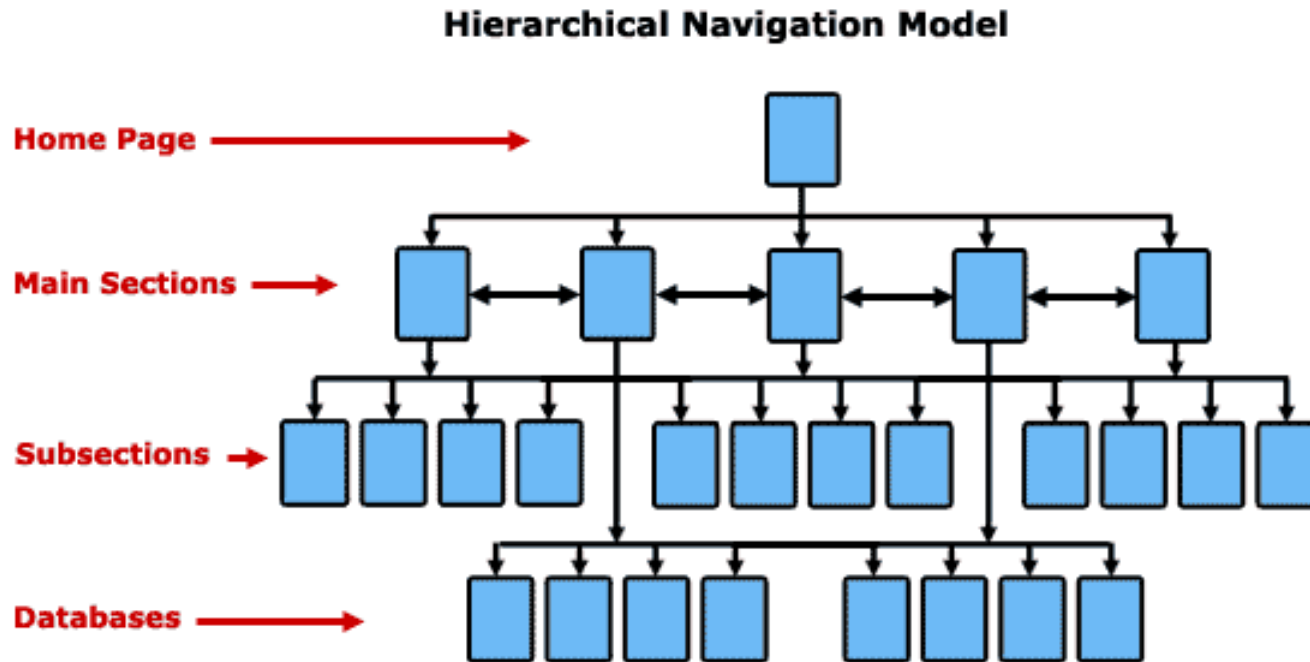 Hierarchical Navigation Model
Home Page
Main Sections
Subsections
Databases